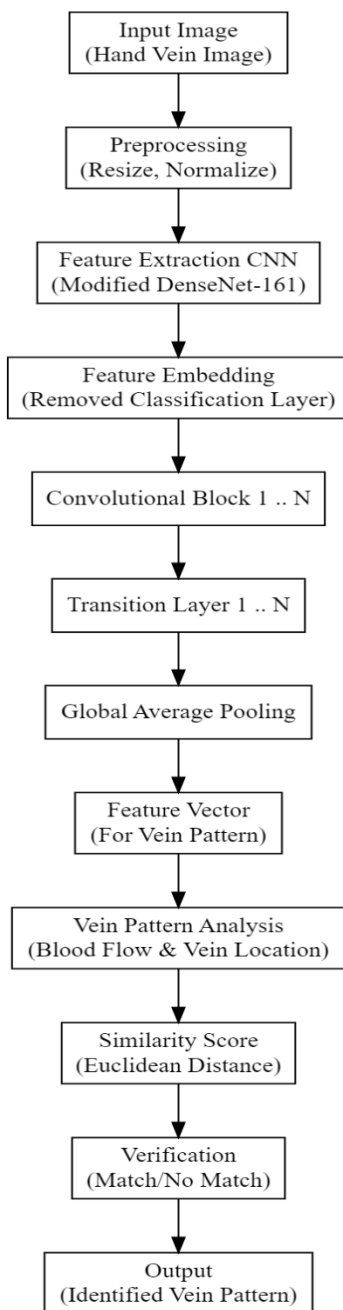 Input Image
(Hand Vein Image)
Preprocessing
(Resize, Normalize)
Feature Extraction CNN
(Modified DenseNet-161)
Feature Embedding
(Removed Classification Layer)
Convolutional Block 1 .. N
Transition Layer 1 .. N
Global Average Pooling
Feature Vector
(For Vein Pattern)
Vein Pattern Analysis
(Blood Flow & Vein Location)
Similarity Score
(Euclidean Distance)
Verification
(Match/No Match)
Output
(Identified Vein Pattern)